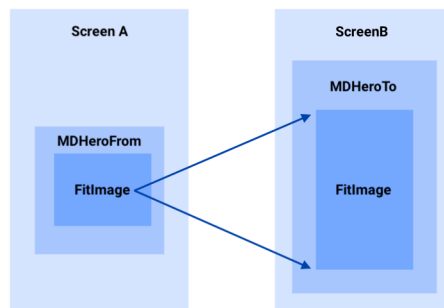 Screen A
MDHeroFrom
FitImage
ScreenB
MDHeroTo
FitImage